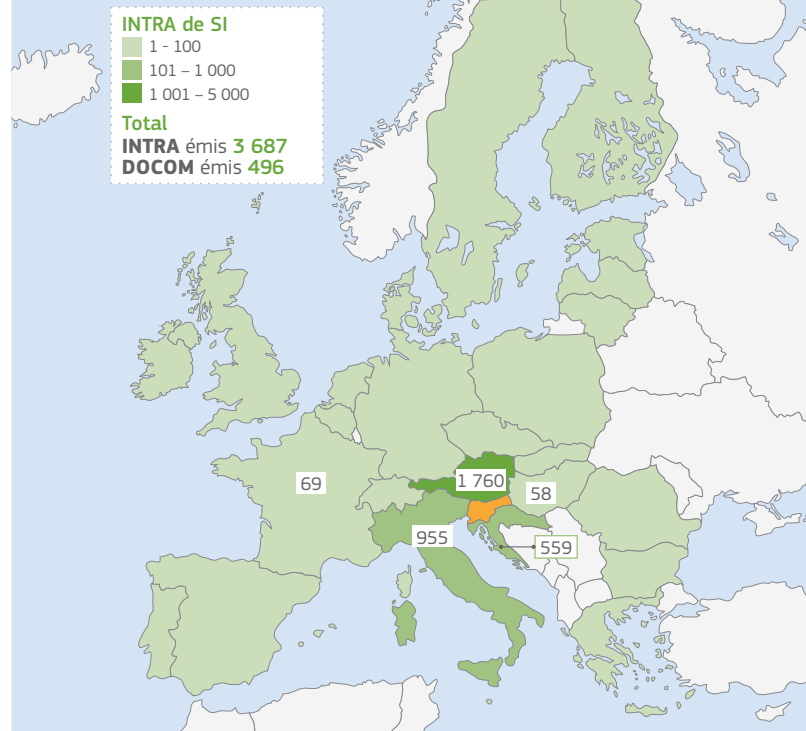 INTRA de SI
1 - 100
101 – 1 000
1 001 – 5 000
Total
INTRA émis 3 687
DOCOM émis 496
69
1 760
58
955
559